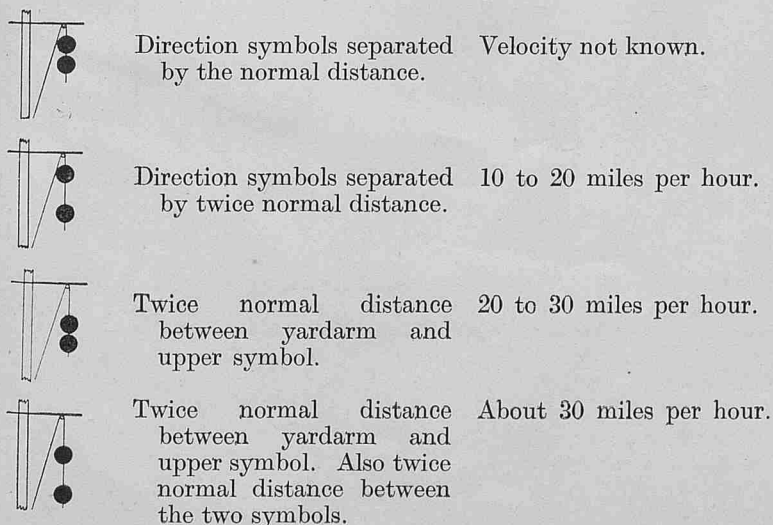 Direction symbols separated Velocity not known.
by the normal distance.
Direction symbols separated 10 to 20 miles per hour.
by twice normal distance.
Twice normal distance 20 to 30 miles per hour.
between yardarm and
upper symbol.
Twice normal distance About 30 miles per hour.
between yardarm and
upper symbol. Also twice
normal distance between
the two symbols.